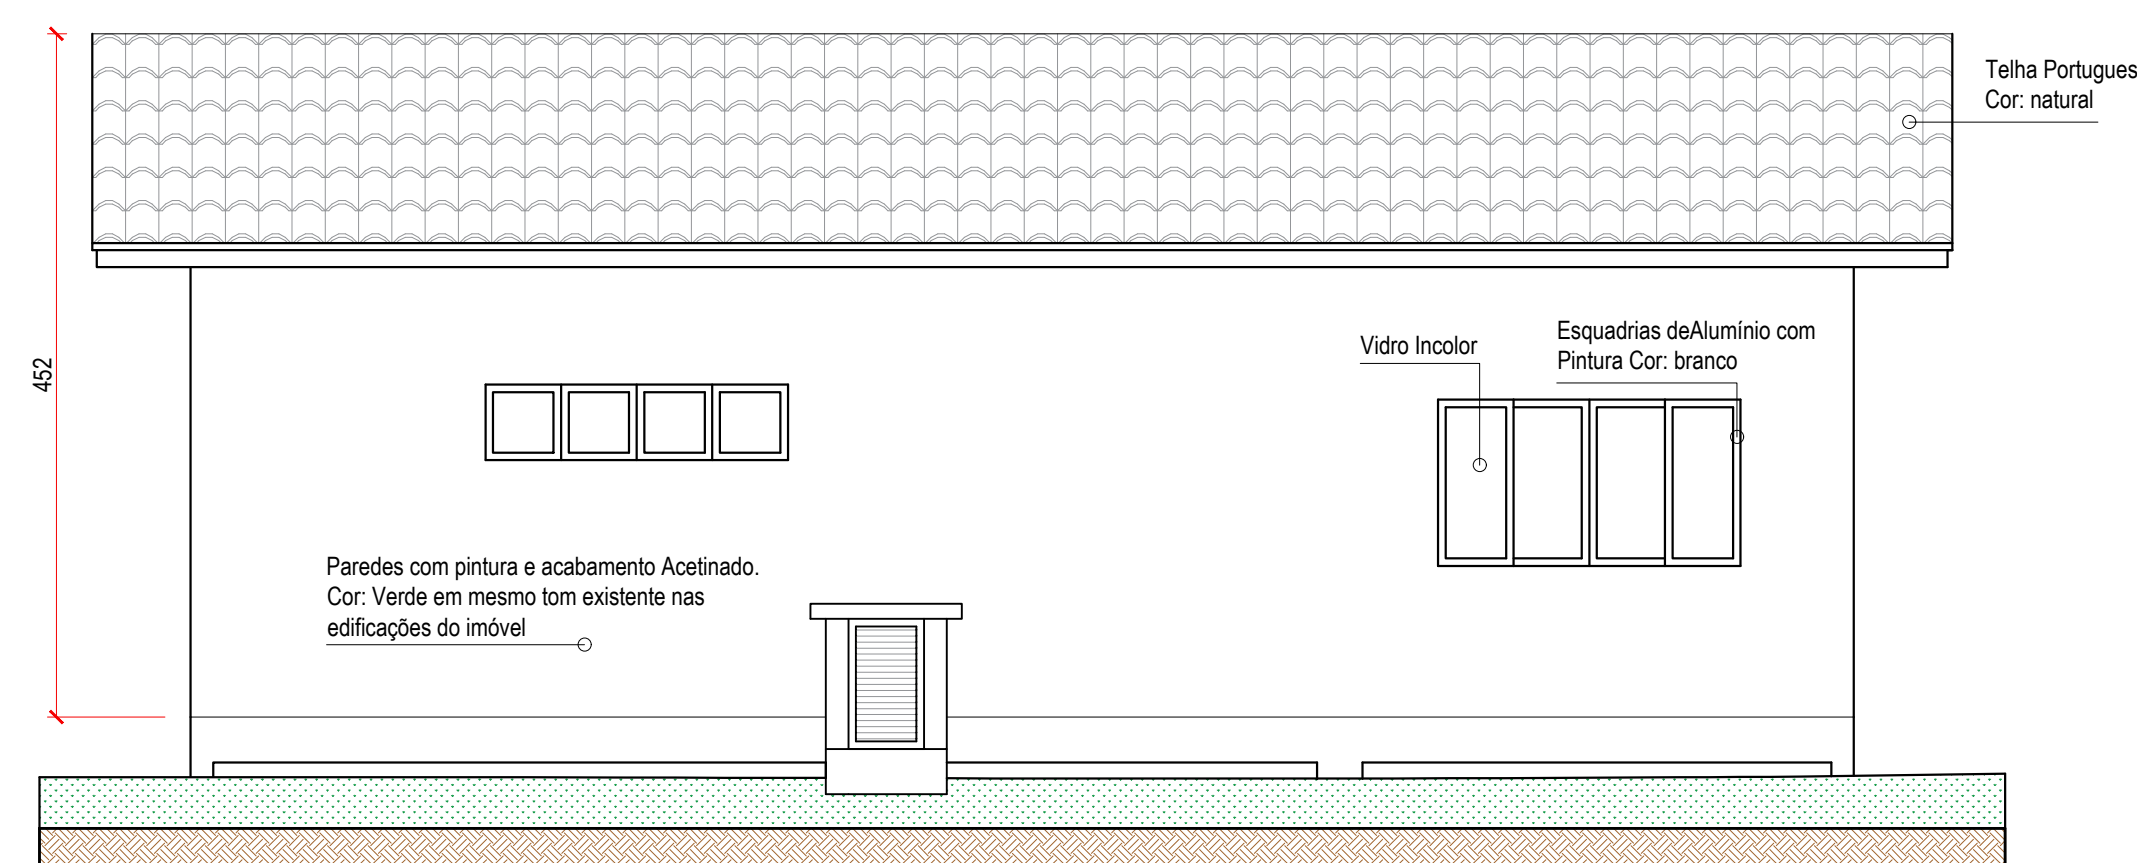 Telha Portugues
Cor: natural
452
Vidro Incolor
Esquadrias deAlumínio com
Pintura Cor: branco
Paredes com pintura e acabamento Acetinado.
Cor: Verde em mesmo tom existente nas
edificações do imóvel